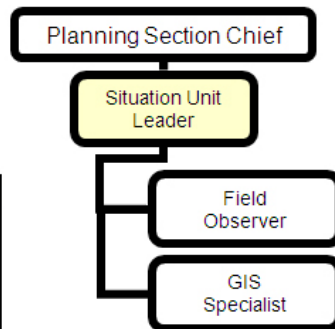 Planning Section Chief
Situation Unit
Leader
Field
Observer
GIS
Specialist